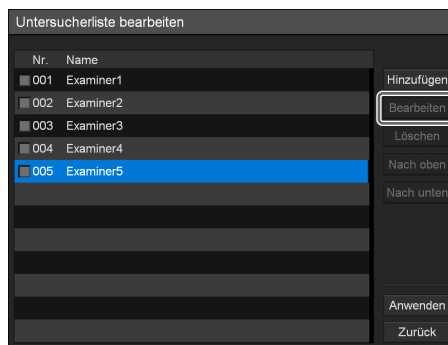 Untersucherliste bearbeiten
Nr. Name
001 Examiner1
002 Examiner2
003 Examiner3
004 Examiner4
005 Examiner5
Hinzufügen
Bearbeiten
Löschen
Nach oben
Nach unten
Anwenden
Zurück